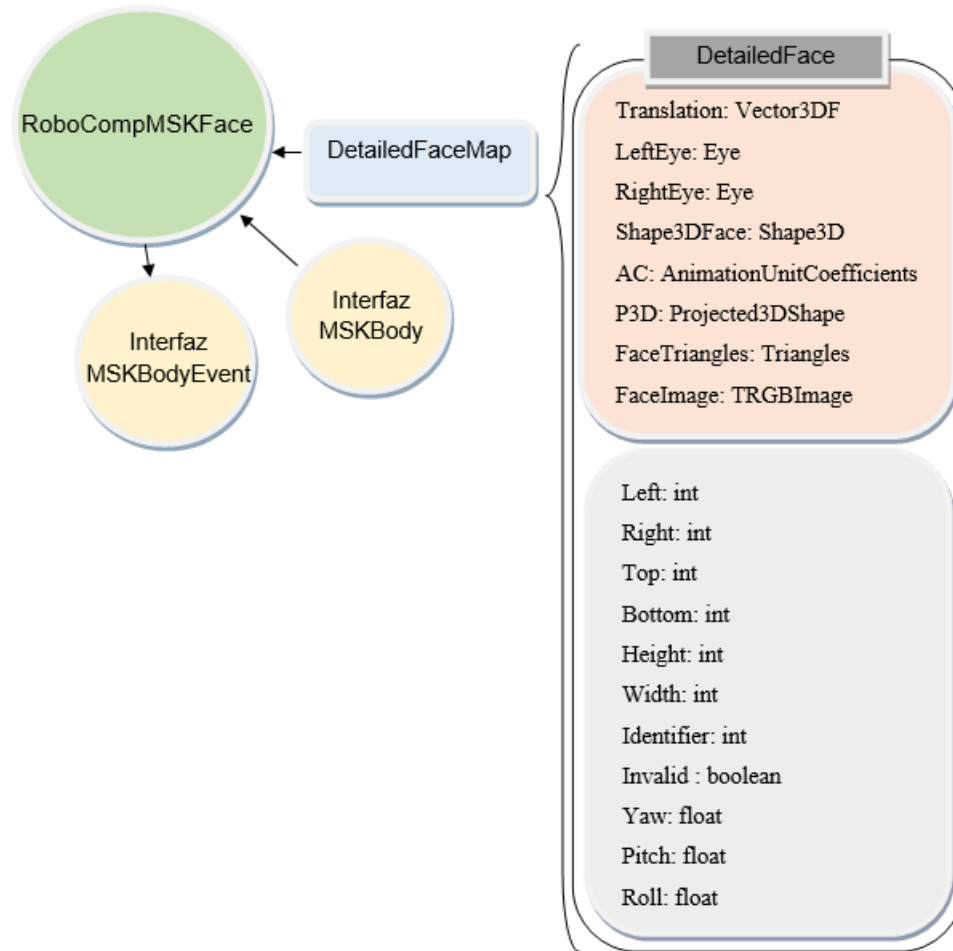 RoboCompMSKFace
DetailedFaceMap
Interfaz
MSKBody
Interfaz
MSKBodyEvent
DetailedFace
Translation: Vector3DF
LeftEye: Eye
RightEye: Eye
Shape3DFace: Shape3D
AC: AnimationUnitCoefficients
P3D: Projected3DShape
FaceTriangles: Triangles
FaceImage: TRGBImage
Left: int
Right: int
Top: int
Bottom: int
Height: int
Width: int
Identifier: int
Invalid : boolean
Yaw: float
Pitch: float
Roll: float